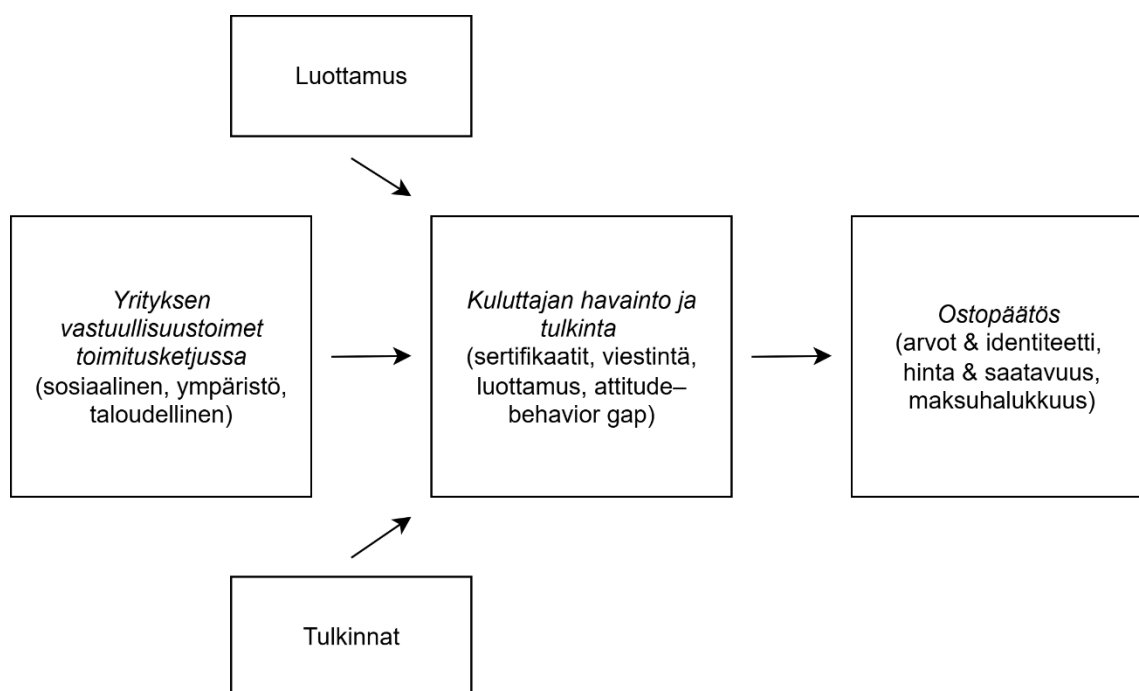 Luottamus
Yrityksen
vastuullisuustoimet
toimitusketjussa
(sosiaalinen, ympäristö,
taloudellinen)
Kuluttajan havainto ja
tulkinta
(sertifikaatit, viestintä,
luottamus, attitude–
behavior gap)
Ostopäätös
(arvot & identiteetti,
hinta & saatavuus,
maksuhalukkuus)
Tulkinnat